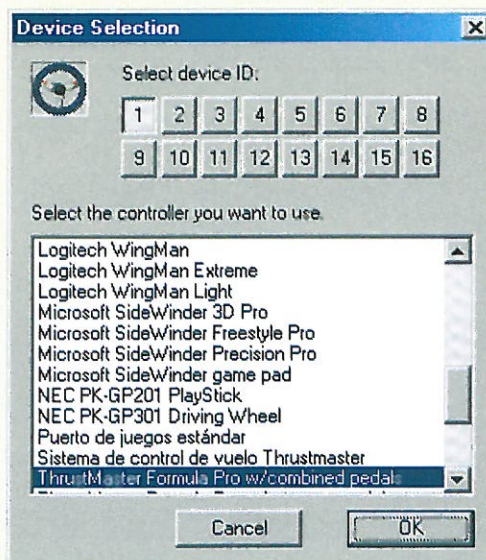 Device Selection
Select device ID:
1 2 3 4 5 6 7 8
9 10 11 12 13 14 15 16
Select the controller you want to use.
Logitech WingMan
Logitech WingMan Extreme
Logitech WingMan Light
Microsoft SideWinder 3D Pro
Microsoft SideWinder Freestyle Pro
Microsoft SideWinder Precision Pro
Microsoft SideWinder game pad
NEC PK-GP201 PlayStick
NEC PK-GP301 Driving Wheel
Puerto de juegos estándar
Sistema de control de vuelo Thrustmaster
ThrustMaster Formula Pro w/combined pedals
Cancel OK